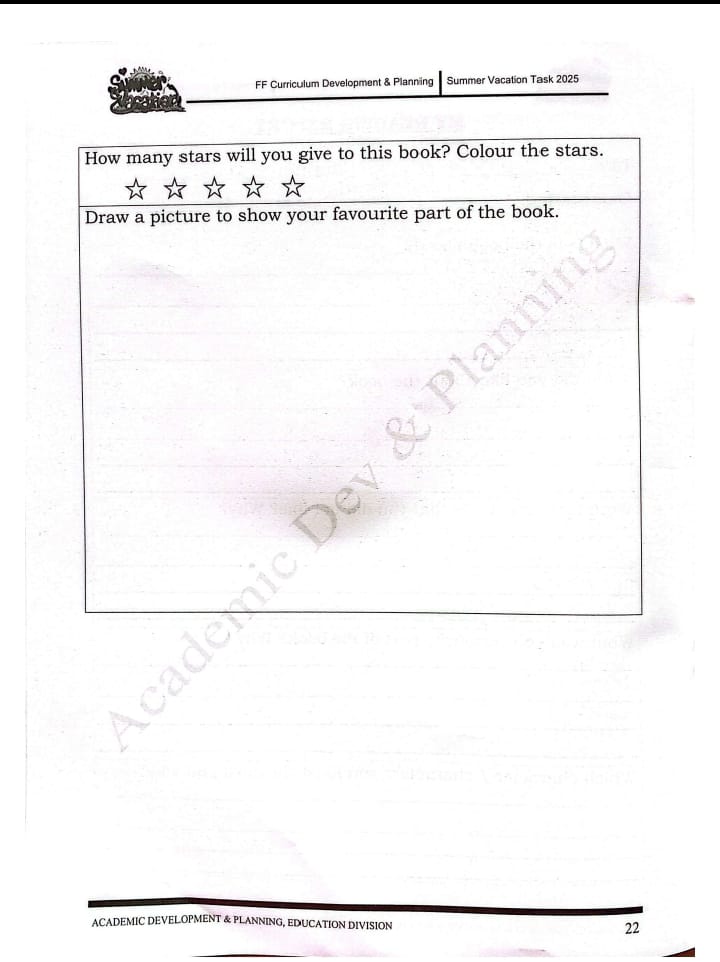 Summer
Vacation
FF Curriculum Development & Planning Summer Vacation Task 2025
How many stars will you give to this book? Colour the stars.
Draw a picture to show your favourite part of the book.
Academic Dev & Planning
ACADEMIC DEVELOPMENT & PLANNING, EDUCATION DIVISION
22